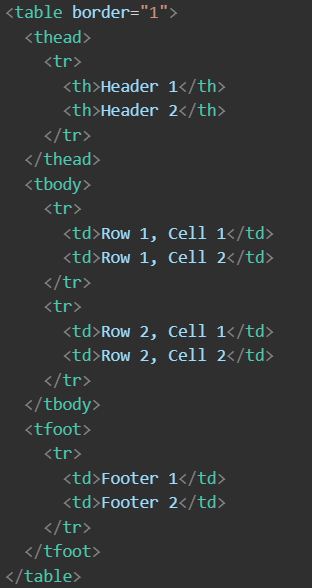 <table border="1">
  <thead>
    <tr>
      <th>Header 1</th>
      <th>Header 2</th>
    </tr>
  </thead>
  <tbody>
    <tr>
      <td>Row 1, Cell 1</td>
      <td>Row 1, Cell 2</td>
    </tr>
    <tr>
      <td>Row 2, Cell 1</td>
      <td>Row 2, Cell 2</td>
    </tr>
  </tbody>
  <tfoot>
    <tr>
      <td>Footer 1</td>
      <td>Footer 2</td>
    </tr>
  </tfoot>
</table>